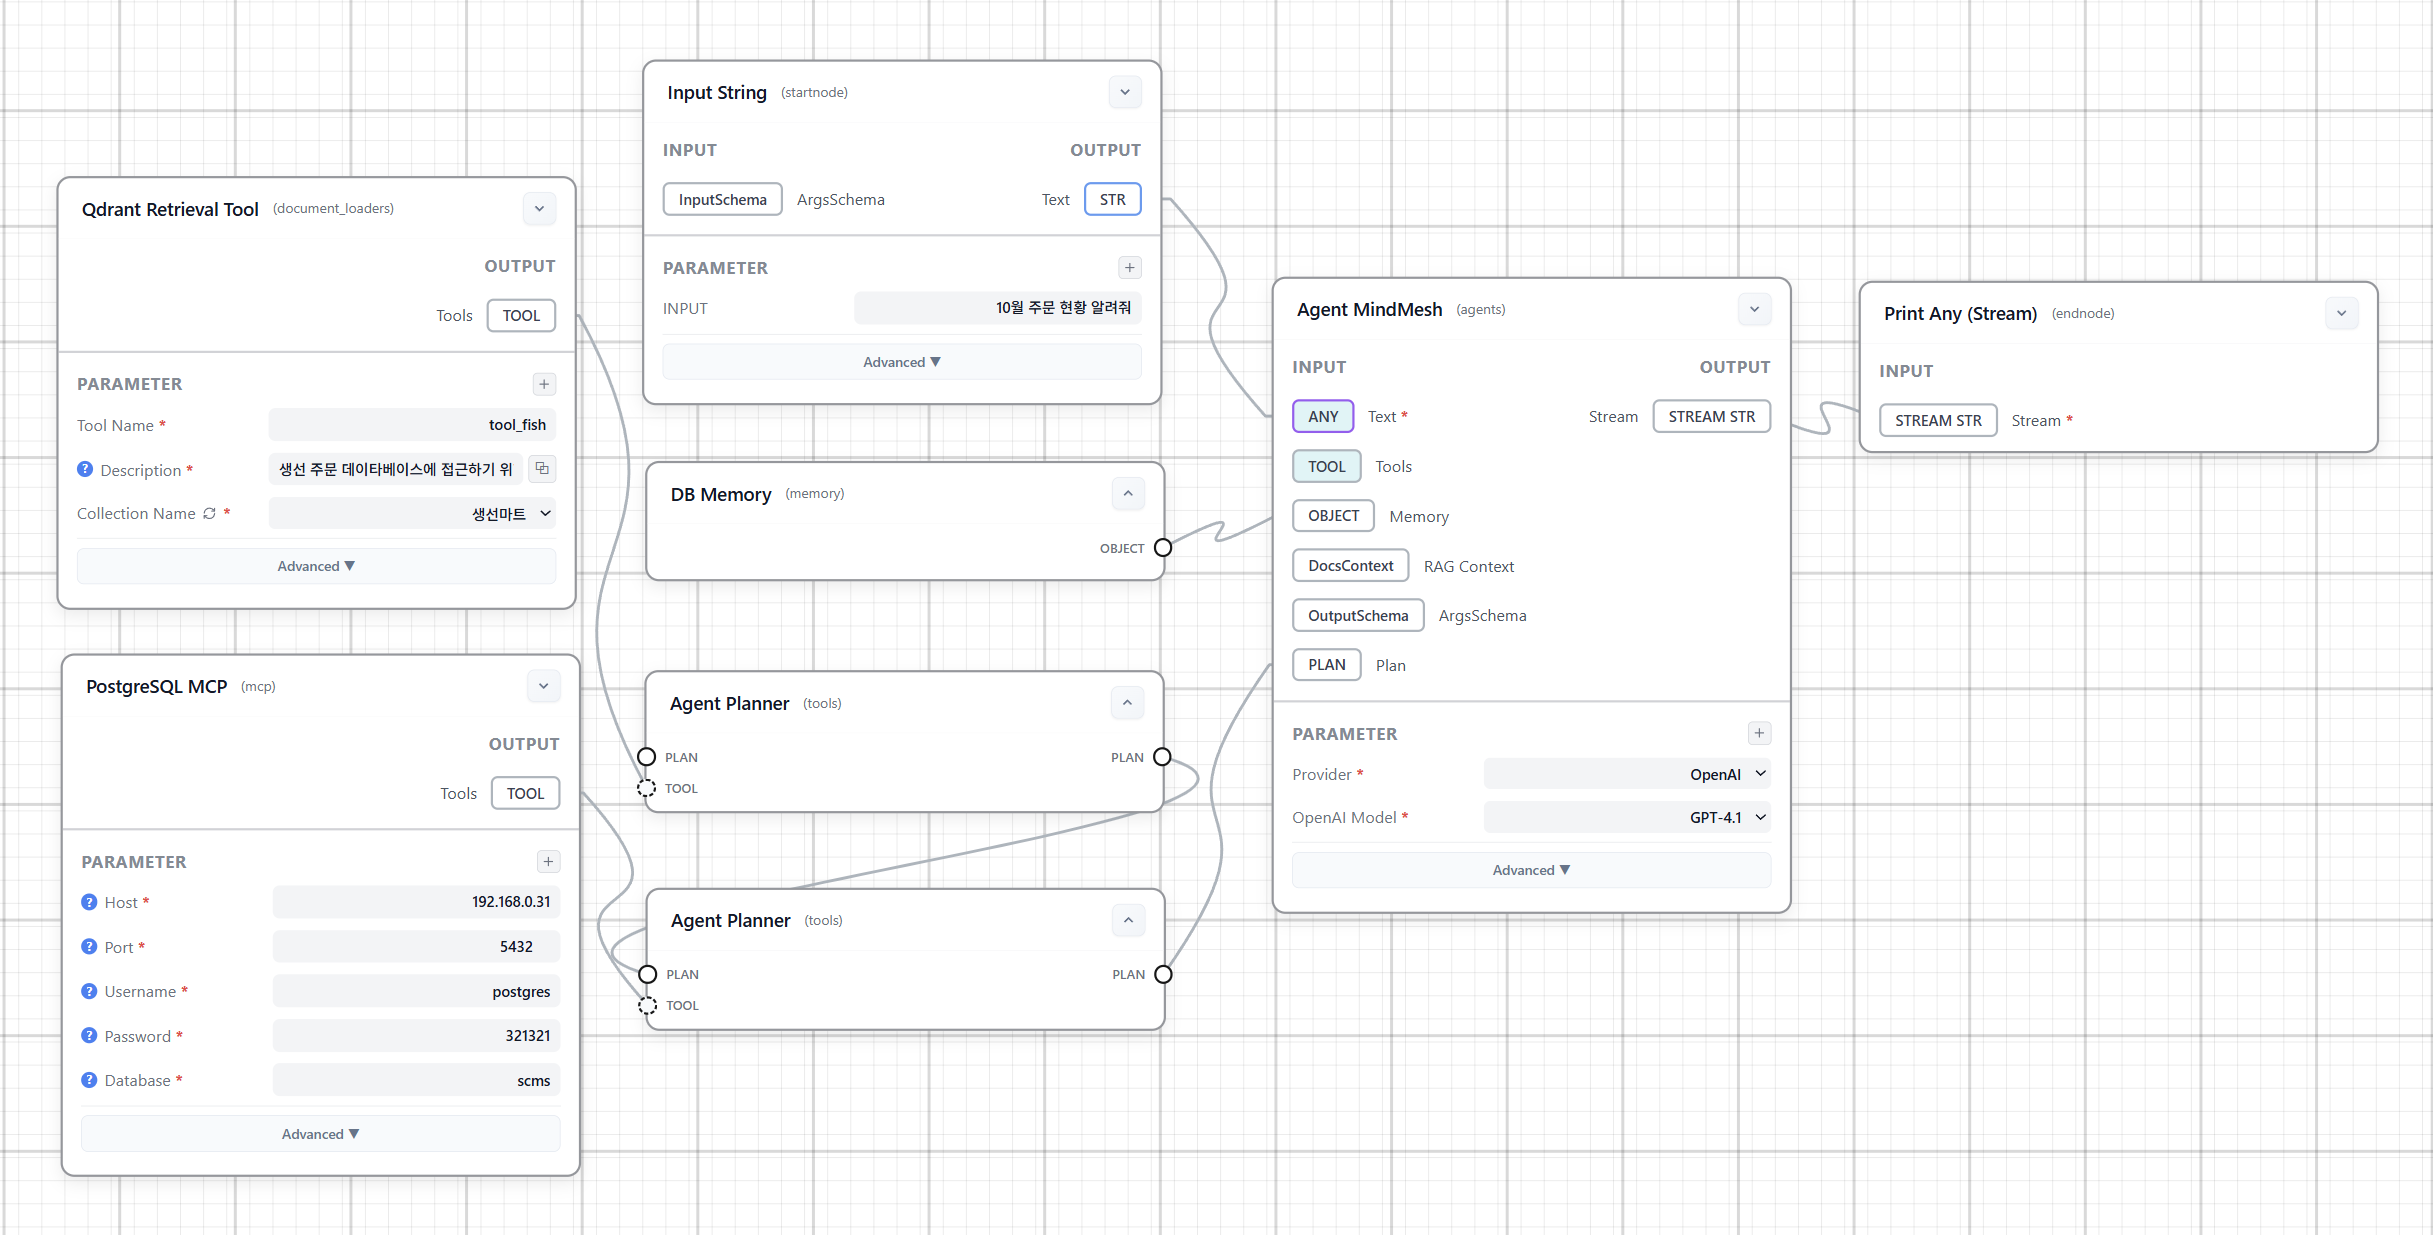 Qdrant Retrieval Tool (document_loaders)
OUTPUT
Tools TOOL
PARAMETER
Tool Name * tool_fish
Description * 생선 주문 데이타베이스에 접근하기 위
Collection Name * 생선마트
Advanced ▼
PostgreSQL MCP (mcp)
OUTPUT
Tools TOOL
PARAMETER
Host * 192.168.0.31
Port * 5432
Username * postgres
Password * 321321
Database * scms
Advanced ▼
Input String (startnode)
INPUT OUTPUT
InputSchema ArgsSchema Text STR
PARAMETER
INPUT 10월 주문 현황 알려줘
Advanced ▼
DB Memory (memory)
OBJECT
Agent Planner (tools)
PLAN PLAN
TOOL
Agent Planner (tools)
PLAN PLAN
TOOL
Agent MindMesh (agents)
INPUT OUTPUT
ANY Text * Stream STREAM STR
TOOL Tools
OBJECT Memory
DocsContext RAG Context
OutputSchema ArgsSchema
PLAN Plan
PARAMETER
Provider * OpenAI
OpenAI Model * GPT-4.1
Advanced ▼
Print Any (Stream) (endnode)
INPUT
STREAM STR Stream *